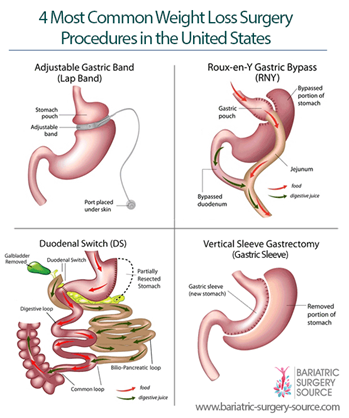 4 Most Common Weight Loss Surgery
Procedures in the United States
Adjustable Gastric Band
(Lap Band)
Stomach
pouch
Adjustable
band
Port placed
under skin
Roux-en-Y Gastric Bypass
(RNY)
Bypassed
portion of
stomach
Gastric
pouch
Jejunum
Bypassed
duodenum
food
digestive juice
Duodenal Switch (DS)
Galbladder
Removed
Duodenal Switch
Partially
Resected
Stomach
Digestive loop
Bilio-Pancreatic loop
Common loop
food
digestive juice
Vertical Sleeve Gastrectomy
(Gastric Sleeve)
Gastric sleeve
(new stomach)
Removed
portion of
stomach
BARIATRIC
SURGERY
SOURCE
www.bariatric-surgery-source.com